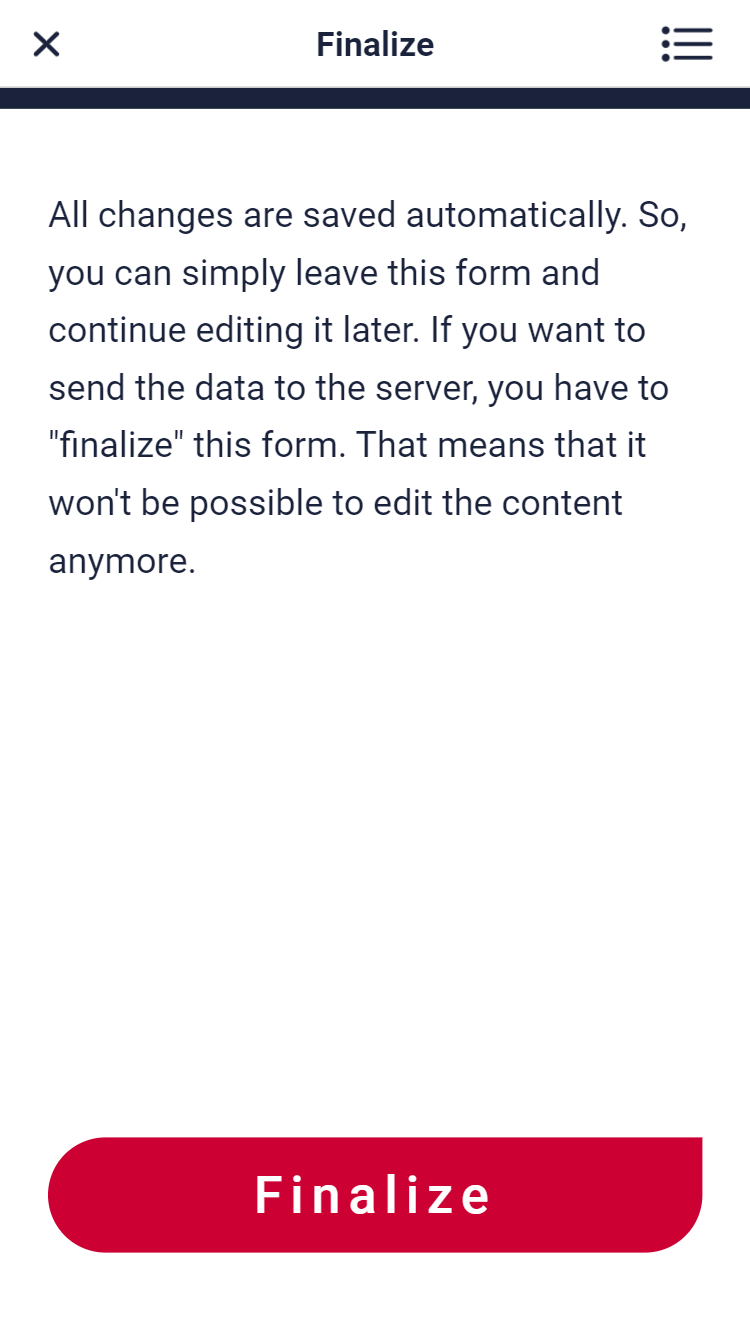 Finalize
All changes are saved automatically. So,
you can simply leave this form and
continue editing it later. If you want to
send the data to the server, you have to
"finalize" this form. That means that it
won't be possible to edit the content
anymore.
Finalize